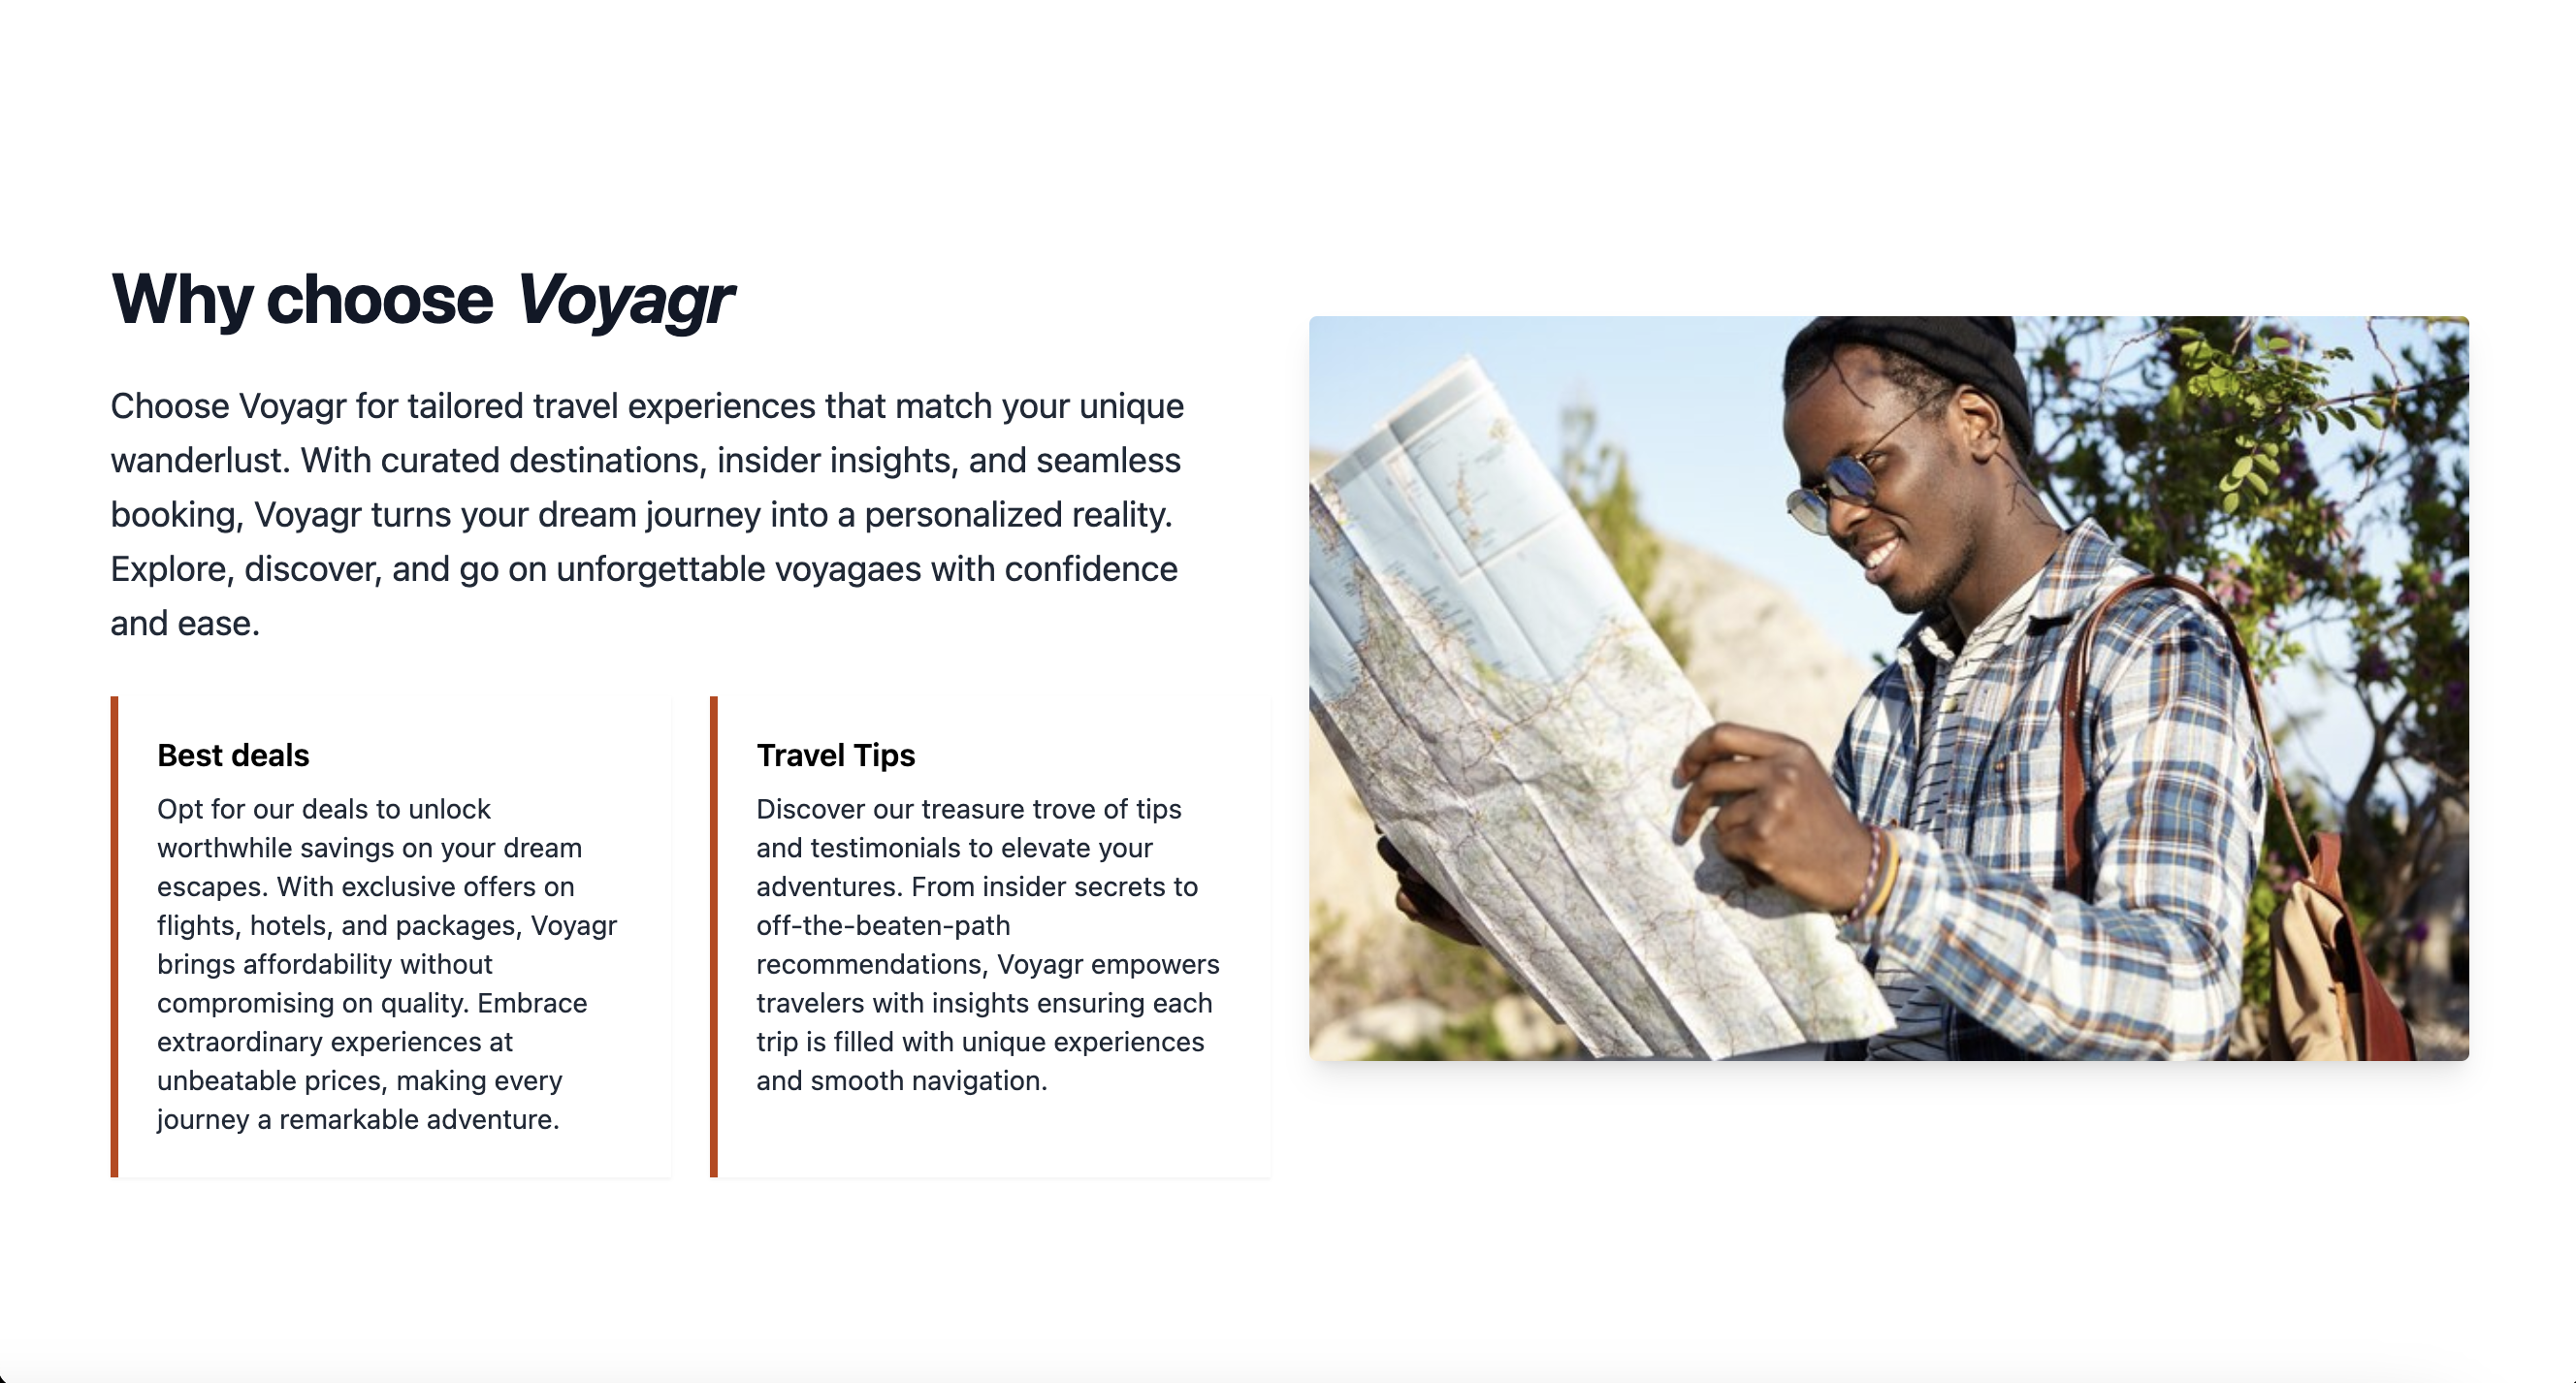 Why choose Voyagr
Choose Voyagr for tailored travel experiences that match your unique
wanderlust. With curated destinations, insider insights, and seamless
booking, Voyagr turns your dream journey into a personalized reality.
Explore, discover, and go on unforgettable voyagaes with confidence
and ease.
Best deals
Opt for our deals to unlock
worthwhile savings on your dream
escapes. With exclusive offers on
flights, hotels, and packages, Voyagr
brings affordability without
compromising on quality. Embrace
extraordinary experiences at
unbeatable prices, making every
journey a remarkable adventure.
Travel Tips
Discover our treasure trove of tips
and testimonials to elevate your
adventures. From insider secrets to
off-the-beaten-path
recommendations, Voyagr empowers
travelers with insights ensuring each
trip is filled with unique experiences
and smooth navigation.